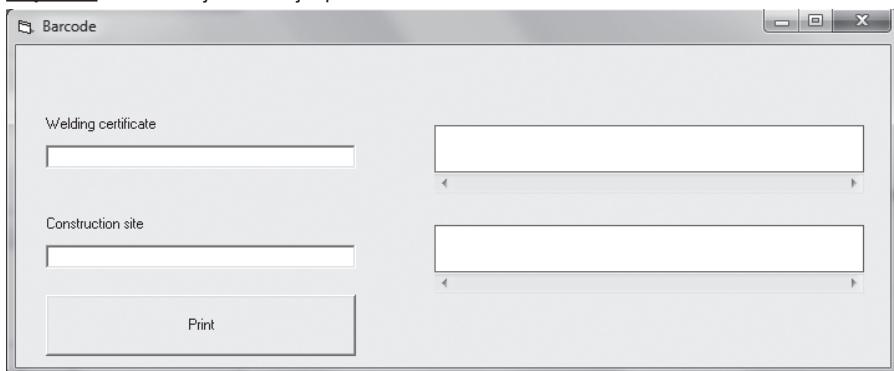 Barcode
Welding certificate
Construction site
Print